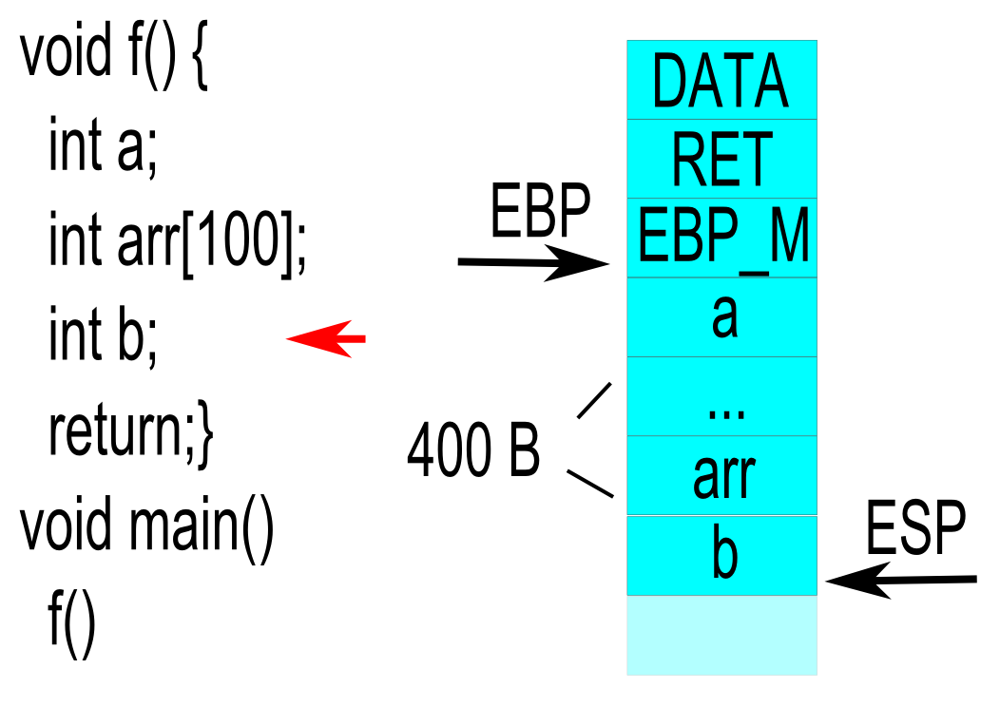 void f() {
int a;
int arr[100];
int b;
return;}
void main()
f()
DATA
RET
EBP
EBP_M
a
...
400 B
arr
b
ESP